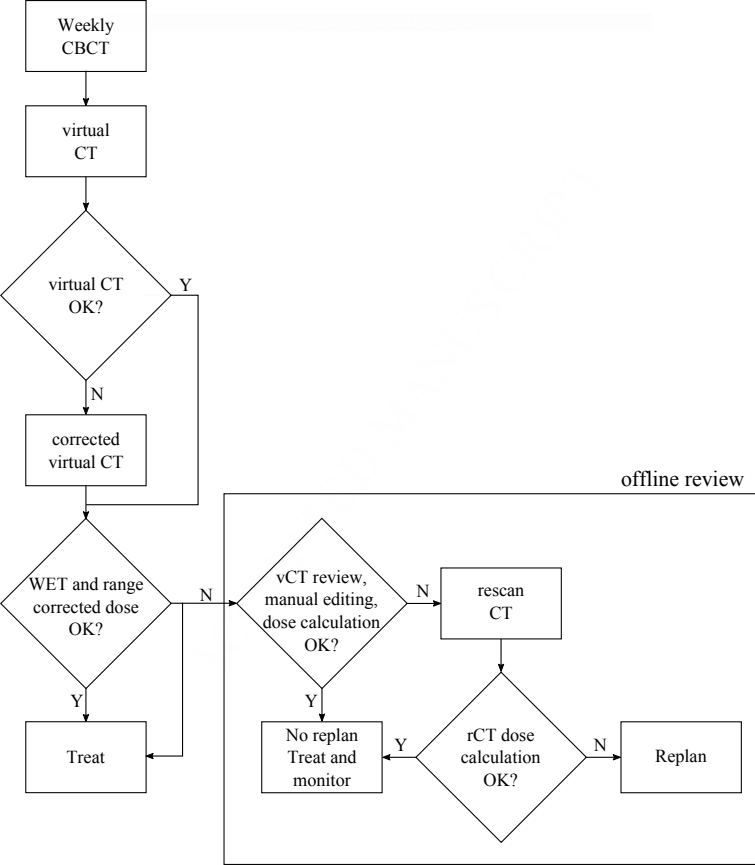 Weekly
CBCT
virtual
CT
virtual CT
OK?
Y
N
corrected
virtual CT
offline review
WET and range
corrected dose
OK?
N
vCT review,
manual editing,
dose calculation
OK?
N
rescan
CT
Y
Y
Treat
No replan
Treat and
monitor
Y
rCT dose
calculation
OK?
N
Replan